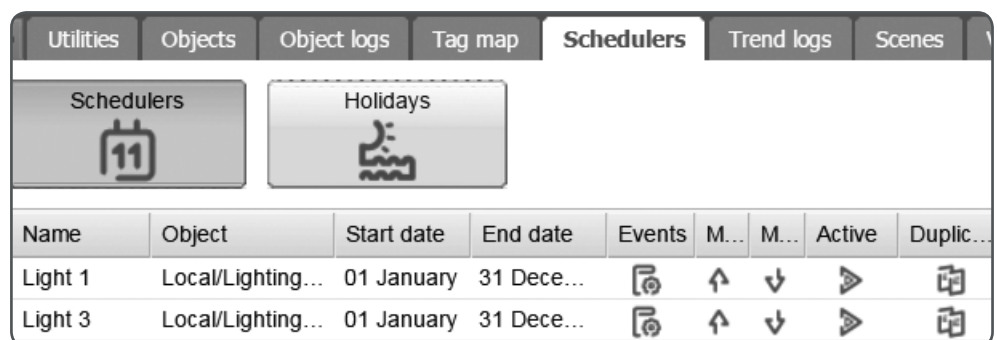 Utilities Objects Object logs Tag map Schedulers Trend logs Scenes
Schedulers Holidays
11
Name Object Start date End date Events M... M... Active Duplic...
Light 1 Local/Lighting... 01 January 31 Dece...
Light 3 Local/Lighting... 01 January 31 Dece...